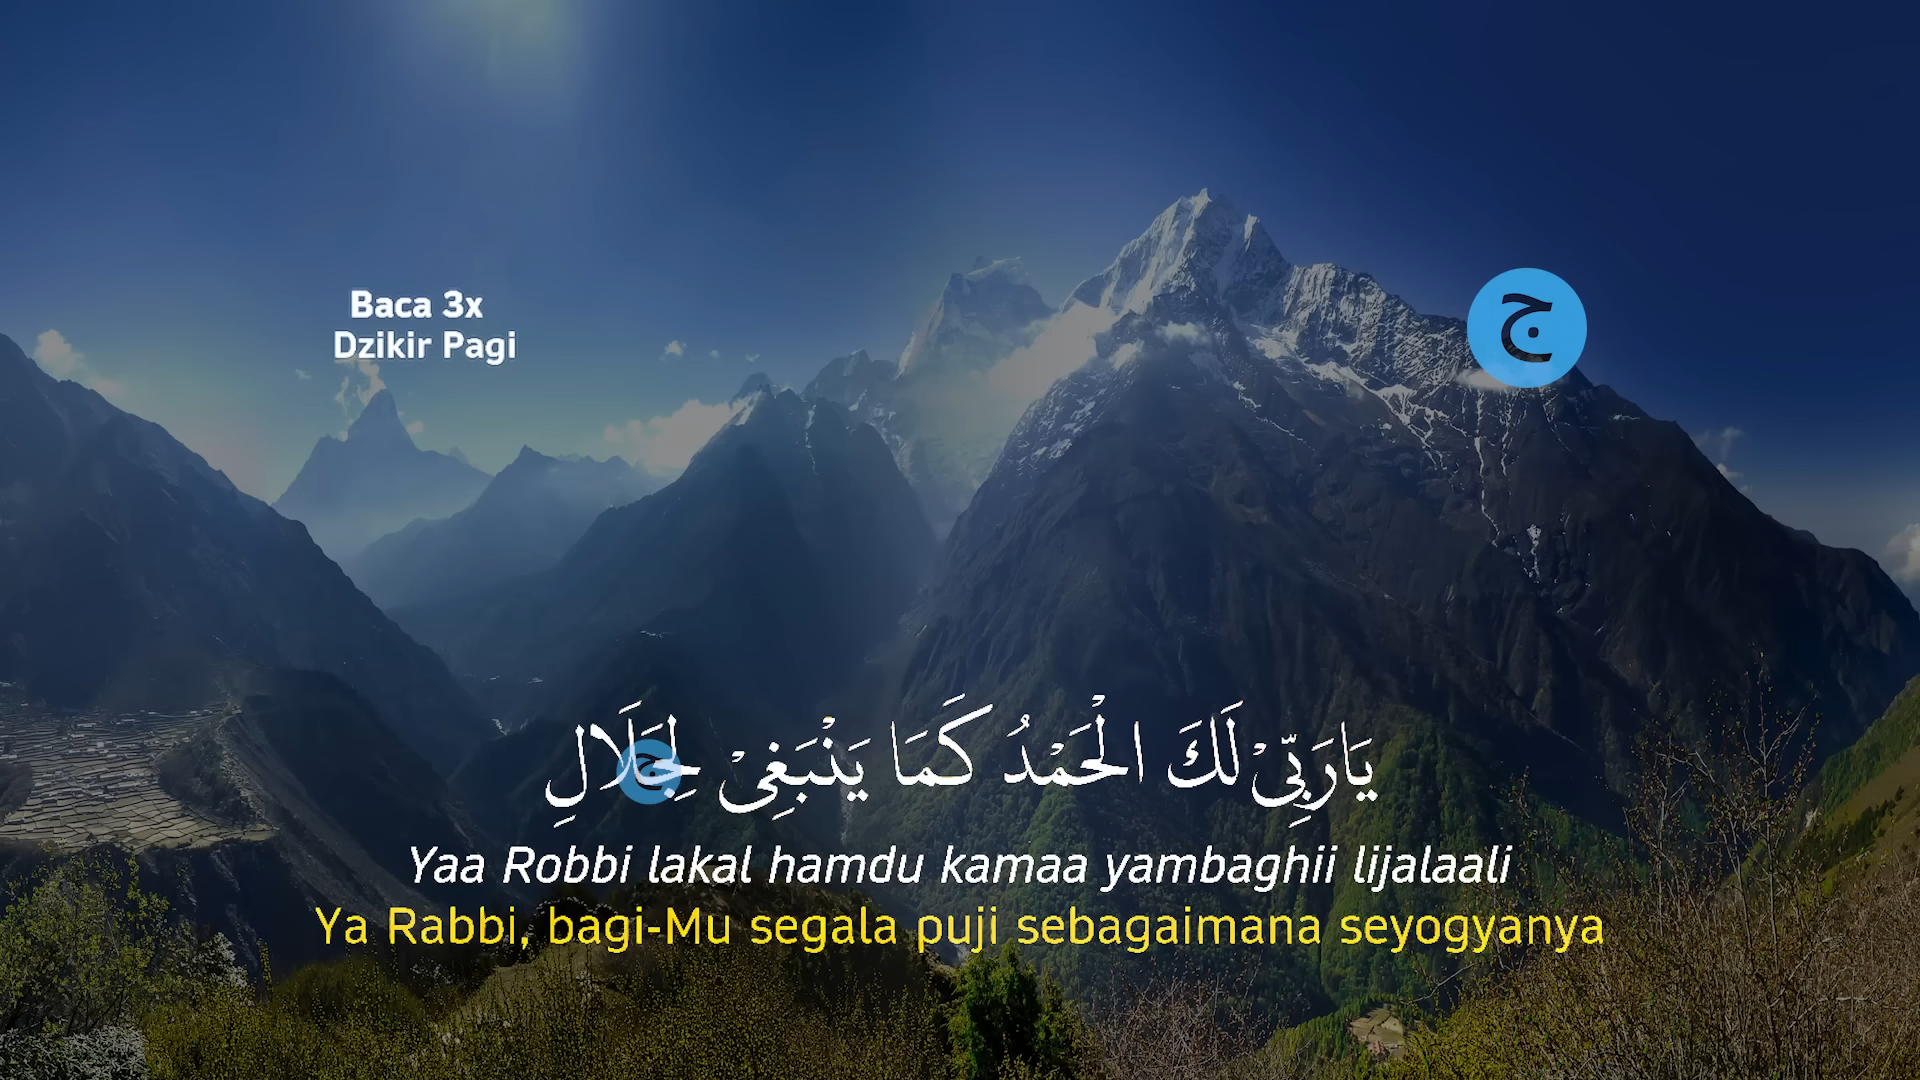 Baca 3x
Dzikir Pagi
ج
يَارَبِّيْ لَكَ الْحَمْدُ كَمَا يَنْبَغِيْ لِجَلَالِ
ج
Yaa Robbi lakal hamdu kamaa yambaghii lijalaali
Ya Rabbi, bagi-Mu segala puji sebagaimana seyogyanya